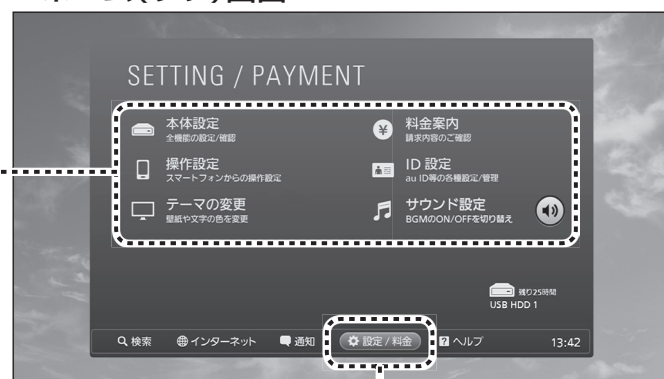 SETTING / PAYMENT
本体設定
全機能の設定/確認
料金案内
請求内容のご確認
操作設定
スマートフォンからの操作設定
ID 設定
au ID等の各種設定/管理
テーマの変更
壁紙や文字の色を変更
サウンド設定
BGMのON/OFFを切り替え
残り25時間
USB HDD 1
検索
インターネット
通知
設定 / 料金
ヘルプ
13:42